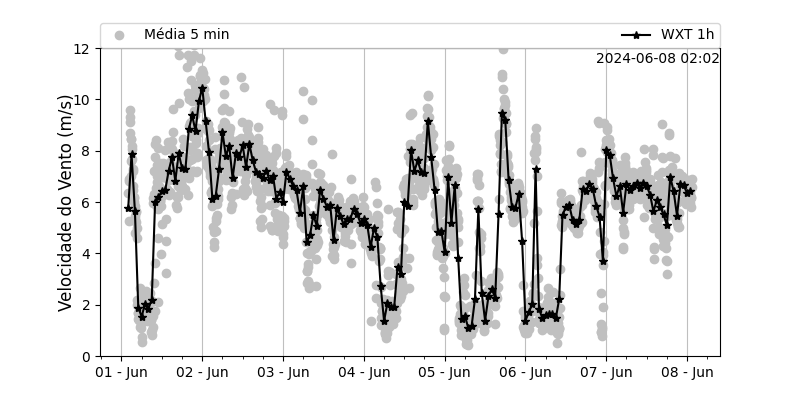 Média 5 min
WXT 1h
2024-06-08 02:02
Velocidade do Vento (m/s)
12
10
8
6
4
2
0
01 - Jun
02 - Jun
03 - Jun
04 - Jun
05 - Jun
06 - Jun
07 - Jun
08 - Jun